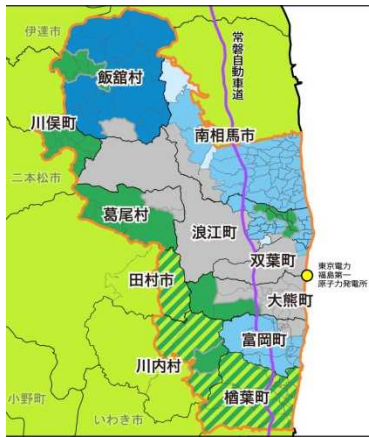 伊達市
常磐自動車道
飯舘村
川俣町
南相馬市
二本松市
葛尾村
浪江町
双葉町
東京電力
福島第一
原子力発電所
田村市
大熊町
富岡町
川内村
小野町
楢葉町
いわき市